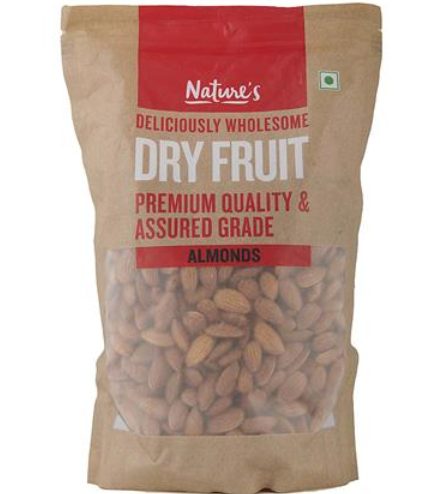 Nature's
DELICIOUSLY WHOLESOME
DRY FRUIT
PREMIUM QUALITY &
ASSURED GRADE
ALMONDS